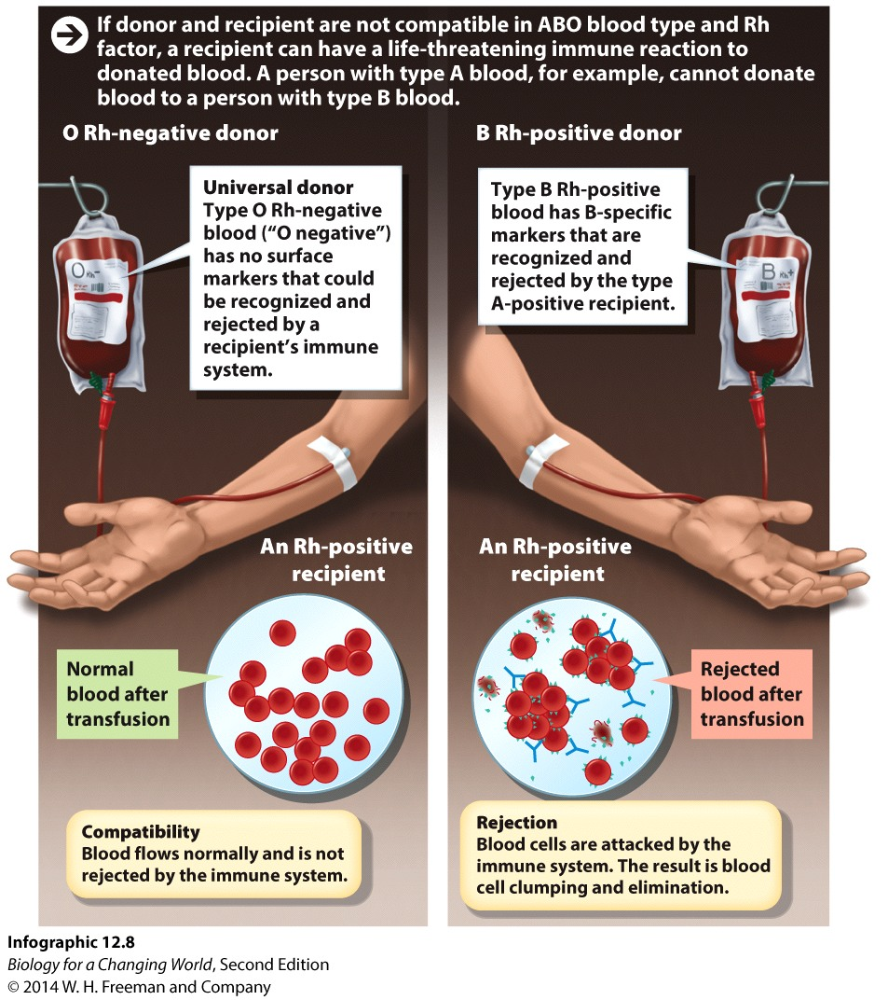 If donor and recipient are not compatible in ABO blood type and Rh
factor, a recipient can have a life-threatening immune reaction to
donated blood. A person with type A blood, for example, cannot donate
blood to a person with type B blood.
O Rh-negative donor
Universal donor
Type O Rh-negative
blood (“O negative”)
has no surface
markers that could
be recognized and
rejected by a
recipient’s immune
system.
O Rh-
An Rh-positive
recipient
Normal
blood after
transfusion
Compatibility
Blood flows normally and is not
rejected by the immune system.
B Rh-positive donor
Type B Rh-positive
blood has B-specific
markers that are
recognized and
rejected by the type
A-positive recipient.
B Rh+
An Rh-positive
recipient
Rejected
blood after
transfusion
Rejection
Blood cells are attacked by the
immune system. The result is blood
cell clumping and elimination.
Infographic 12.8
Biology for a Changing World, Second Edition
© 2014 W. H. Freeman and Company